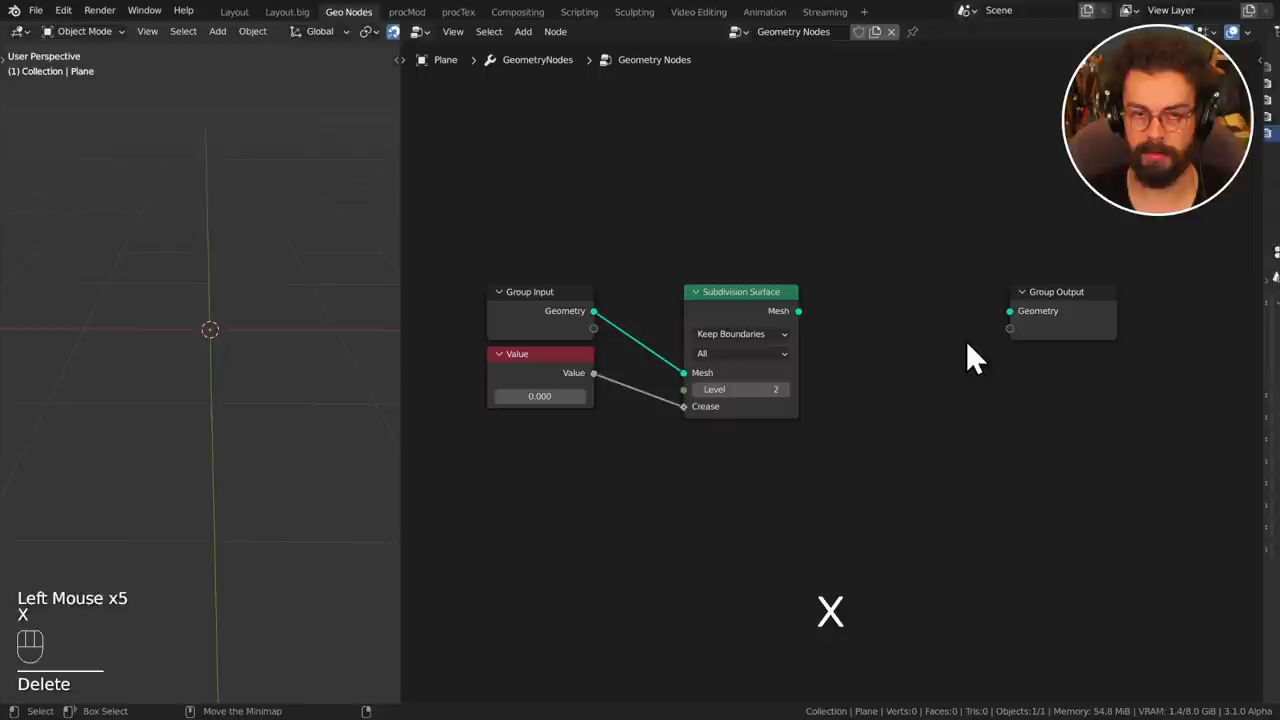 File Edit Render Window Help Layout Layout.big Geo Nodes procMod procTex Compositing Scripting Sculpting Video Editing Animation Streaming + Scene View Layer
Object Mode View Select Add Object Global View Select Add Node Geometry Nodes
User Perspective
(1) Collection | Plane
Plane > GeometryNodes > Geometry Nodes
Group Input
Geometry
Value
Value
0.000
Subdivision Surface
Mesh
Keep Boundaries
All
Mesh
Level 2
Crease
Group Output
Geometry
Left Mouse x5
X
Delete
X
Select Box Select Move the Minimap Collection | Plane | Verts:0 | Faces:0 | Tris:0 | Objects:1/1 | Memory: 54.8 MiB | VRAM: 1.4/8.0 GiB | 3.1.0 Alpha